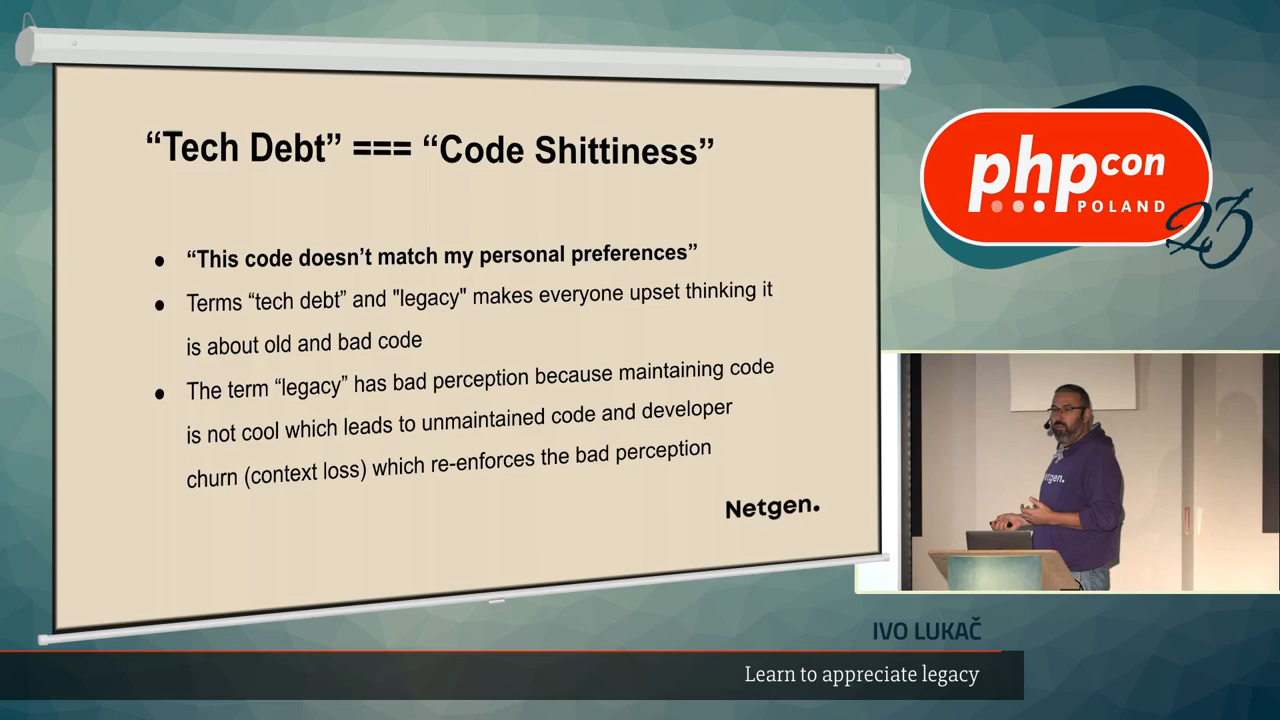 “Tech Debt” === “Code Shittiness”
● “This code doesn’t match my personal preferences”
● Terms “tech debt” and "legacy" makes everyone upset thinking it
is about old and bad code
● The term “legacy” has bad perception because maintaining code
is not cool which leads to unmaintained code and developer
churn (context loss) which re-enforces the bad perception
Netgen.
phpcon
POLAND
23
IVO LUKAČ
Learn to appreciate legacy